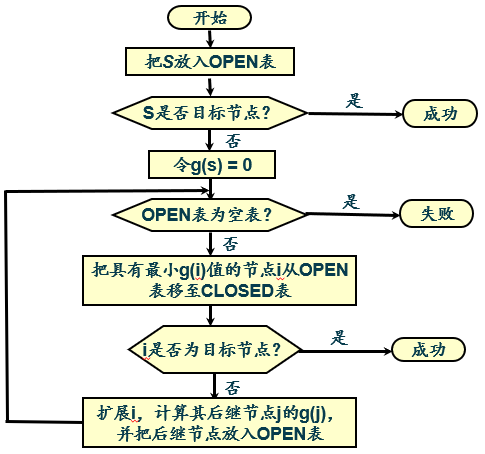 开始
把S放入OPEN表
S是否目标节点?
是
成功
否
令g(s) = 0
OPEN表为空表?
是
失败
否
把具有最小g(i)值的节点i从OPEN
表移至CLOSED表
i是否为目标节点?
是
成功
否
扩展i，计算其后继节点j的g(j)，
并把后继节点放入OPEN表